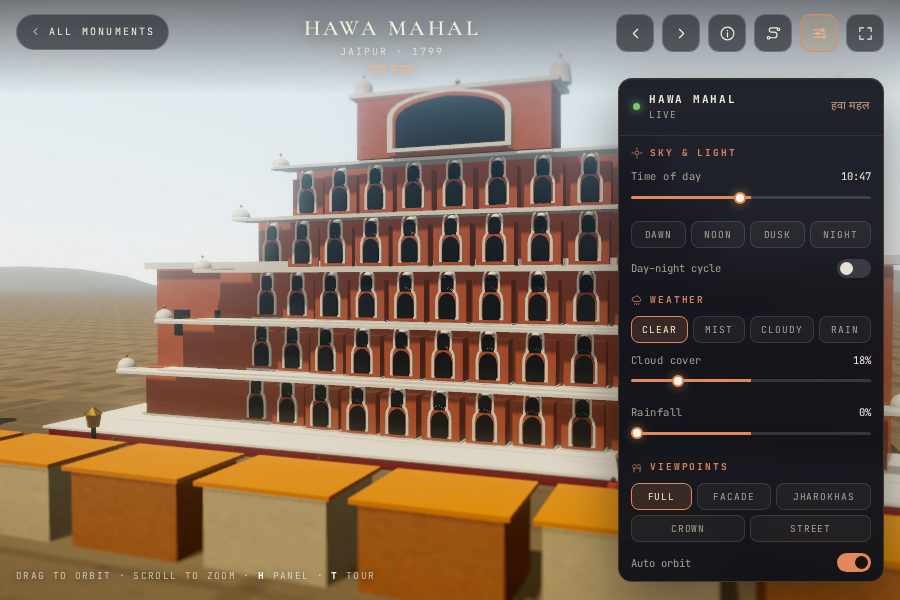 ALL MONUMENTS
HAWA MAHAL
JAIPUR · 1799
हवा महल
HAWA MAHAL
LIVE
हवा महल
SKY & LIGHT
Time of day 10:47
DAWN NOON DUSK NIGHT
Day-night cycle
WEATHER
CLEAR MIST CLOUDY RAIN
Cloud cover 18%
Rainfall 0%
VIEWPOINTS
FULL FACADE JHAROKHAS
CROWN STREET
Auto orbit
DRAG TO ORBIT · SCROLL TO ZOOM · H PANEL · T TOUR